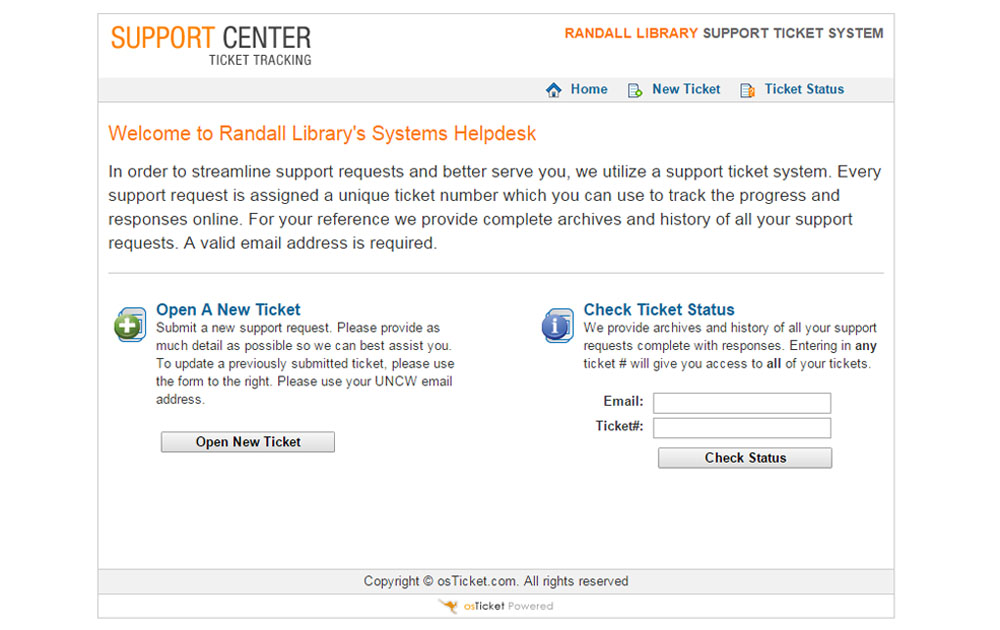 SUPPORT CENTER
TICKET TRACKING
RANDALL LIBRARY SUPPORT TICKET SYSTEM
Home
New Ticket
Ticket Status
Welcome to Randall Library's Systems Helpdesk
In order to streamline support requests and better serve you, we utilize a support ticket system. Every
support request is assigned a unique ticket number which you can use to track the progress and
responses online. For your reference we provide complete archives and history of all your support
requests. A valid email address is required.
Open A New Ticket
Submit a new support request. Please provide as
much detail as possible so we can best assist you.
To update a previously submitted ticket, please use
the form to the right. Please use your UNCW email
address.
Open New Ticket
Check Ticket Status
We provide archives and history of all your support
requests complete with responses. Entering in any
ticket # will give you access to all of your tickets.
Email:
Ticket#:
Check Status
Copyright © osTicket.com. All rights reserved
osTicket Powered